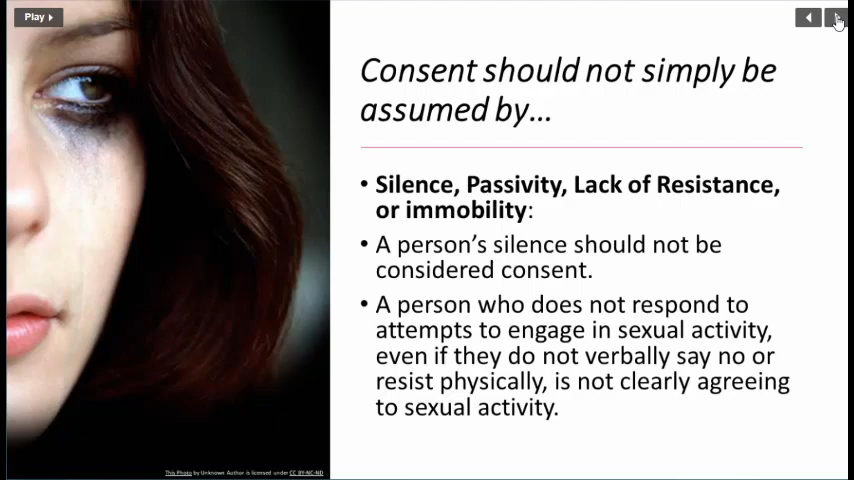 Play
Consent should not simply be
assumed by...
• Silence, Passivity, Lack of Resistance,
or immobility:
• A person's silence should not be
considered consent.
• A person who does not respond to
attempts to engage in sexual activity,
even if they do not verbally say no or
resist physically, is not clearly agreeing
to sexual activity.
This Photo by Unknown Author is licensed under CC BY-NC-ND